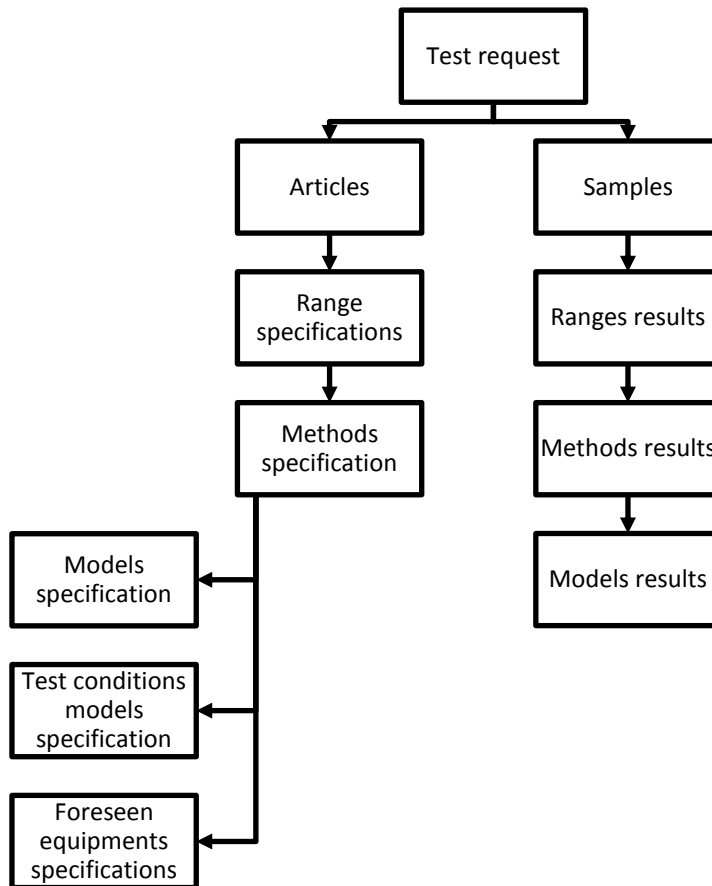 Test request
Articles
Samples
Range
specifications
Ranges results
Methods
specification
Methods results
Models
specification
Models results
Test conditions
models
specification
Foreseen
equipments
specifications